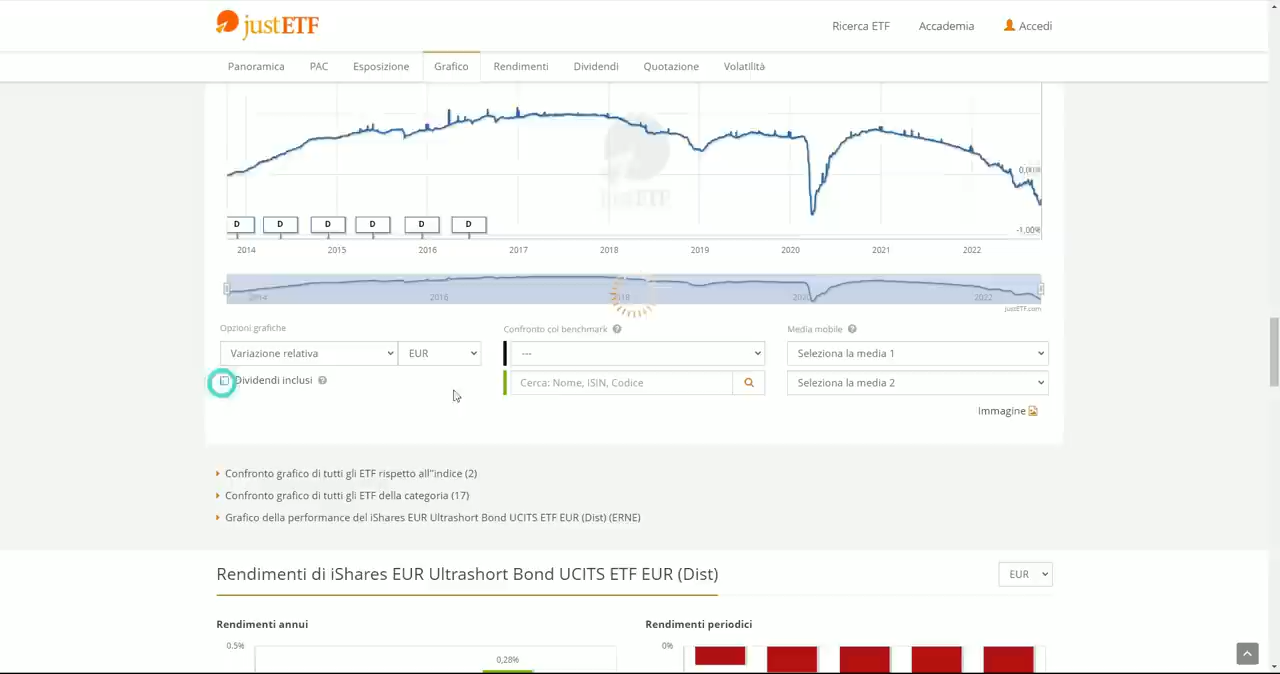 justETF
Ricerca ETF
Accademia
Accedi
Panoramica
PAC
Esposizione
Grafico
Rendimenti
Dividendi
Quotazione
Volatilità
justETF
-1,00%
D
D
D
D
D
D
2014
2015
2016
2017
2018
2019
2020
2021
2022
2014
2016
2018
2022
justETF.com
Opzioni grafiche
Confronto col benchmark ?
Media mobile ?
Variazione relativa
EUR
---
Seleziona la media 1
Dividendi inclusi ?
Cerca: Nome, ISIN, Codice
Seleziona la media 2
Immagine
Confronto grafico di tutti gli ETF rispetto all"indice (2)
Confronto grafico di tutti gli ETF della categoria (17)
Grafico della performance del iShares EUR Ultrashort Bond UCITS ETF EUR (Dist) (ERNE)
Rendimenti di iShares EUR Ultrashort Bond UCITS ETF EUR (Dist)
EUR
Rendimenti annui
Rendimenti periodici
0.5%
0,28%
0%